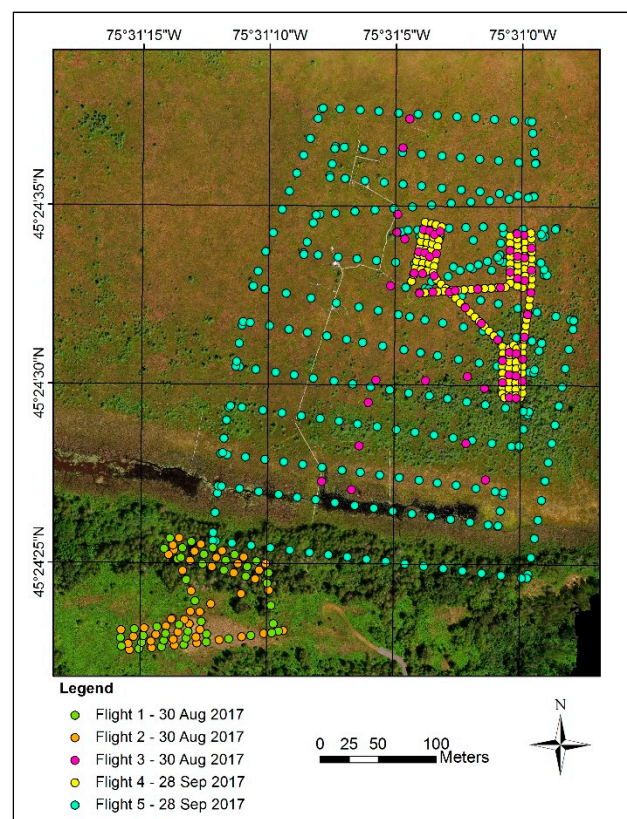 75°31'15"W 75°31'10"W 75°31'5"W 75°31'0"W
45°24'35"N
45°24'30"N
45°24'25"N
Legend
Flight 1 - 30 Aug 2017
Flight 2 - 30 Aug 2017
Flight 3 - 30 Aug 2017
Flight 4 - 28 Sep 2017
Flight 5 - 28 Sep 2017
0 25 50 100
Meters
N